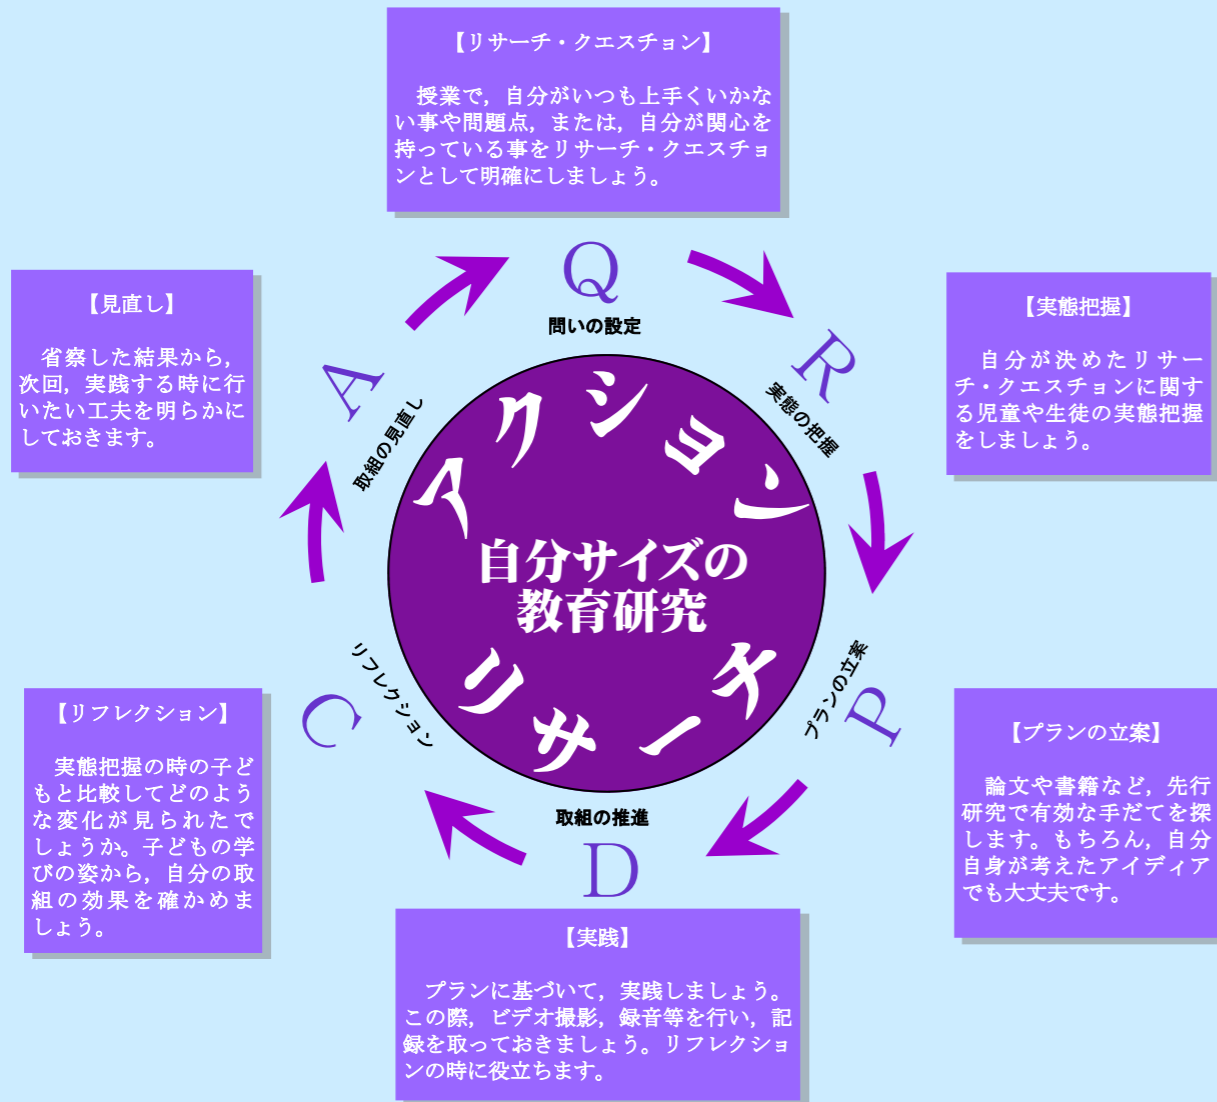 【リサーチ・クエスチョン】
授業で，自分がいつも上手くいかな
い事や問題点，または，自分が関心を
持っている事をリサーチ・クエスチョ
ンとして明確にしましょう。
Q
問いの設定
R
実態の把握
【実態把握】
自分が決めたリサー
チ・クエスチョンに関す
る児童や生徒の実態把握
をしましょう。
P
プランの立案
【プランの立案】
論文や書籍など，先行
研究で有効な手だてを探
します。もちろん，自分
自身が考えたアイディア
でも大丈夫です。
取組の推進
D
【実践】
プランに基づいて，実践しましょう。
この際，ビデオ撮影，録音等を行い，記
録を取っておきましょう。リフレクショ
ンの時に役立ちます。
C
リフレクション
【リフレクション】
実態把握の時の子ど
もと比較してどのよう
な変化が見られたで
しょうか。子どもの学
びの姿から，自分の取
組の効果を確かめま
しょう。
A
取組の見直し
【見直し】
省察した結果から，
次回，実践する時に行
いたい工夫を明らかに
しておきます。
アクション
自分サイズの
教育研究
リサーチ